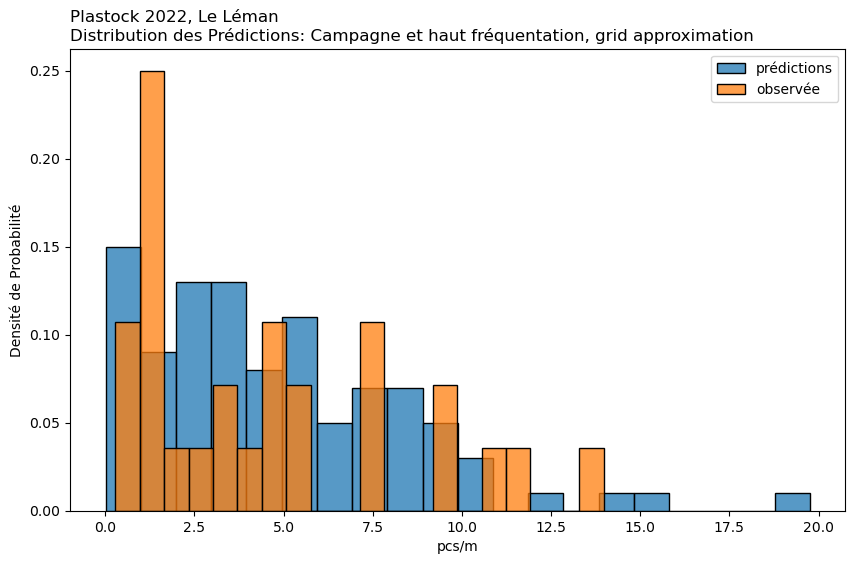 Plastock 2022, Le Léman
Distribution des Prédictions: Campagne et haut fréquentation, grid approximation
prédictions
observée
0.25
0.20
0.15
0.10
0.05
0.00
Densité de Probabilité
0.0 2.5 5.0 7.5 10.0 12.5 15.0 17.5 20.0
pcs/m